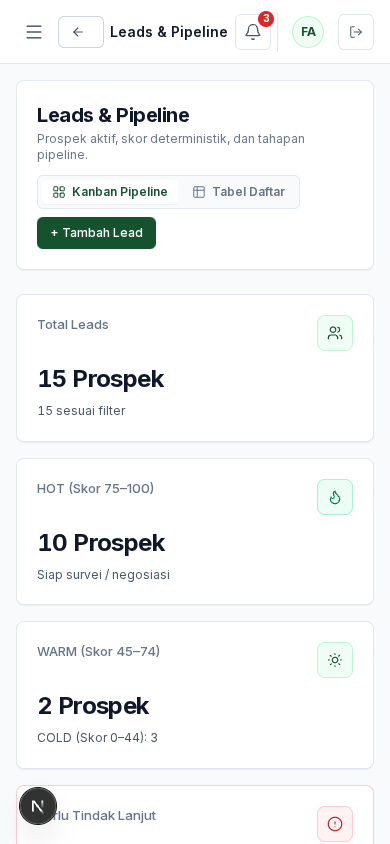 Leads & Pipeline
3
FA
Leads & Pipeline
Prospek aktif, skor deterministik, dan tahapan
pipeline.
Kanban Pipeline
Tabel Daftar
+ Tambah Lead
Total Leads
15 Prospek
15 sesuai filter
HOT (Skor 75–100)
10 Prospek
Siap survei / negosiasi
WARM (Skor 45–74)
2 Prospek
COLD (Skor 0–44): 3
N
Tindak Lanjut